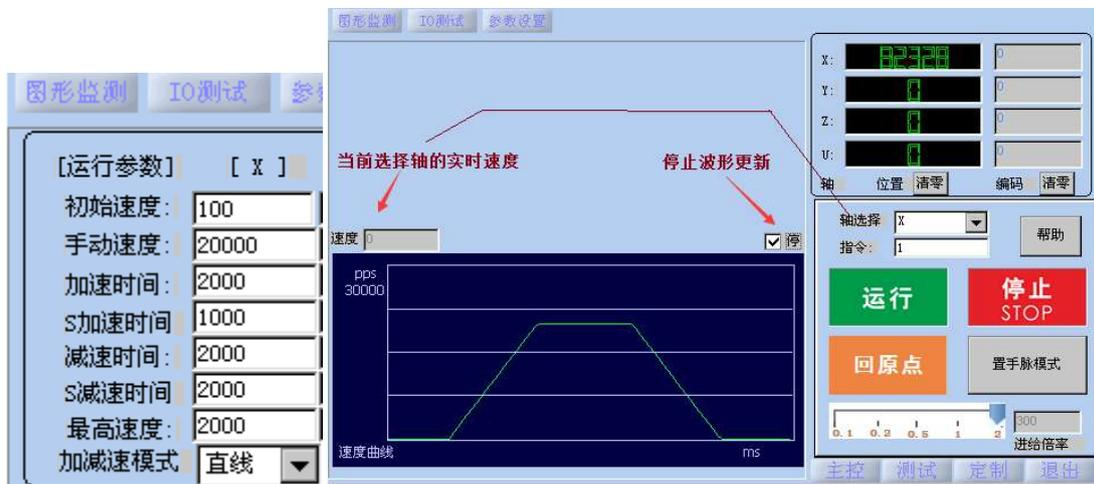 图形监测 IO测试
[运行参数] [ X ]
初始速度: 100
手动速度: 20000
加速时间: 2000
S加速时间 1000
减速时间: 2000
S减速时间 2000
最高速度: 2000
加减速模式 直线
图形监测 IO测试 参数设置
当前选择轴的实时速度
停止波形更新
速度 0
停
pps
30000
速度曲线
ms
X: 82328 0
Y: 0 0
Z: 0 0
U: 0 0
轴 位置 清零 编码 清零
轴选择 X
指令: 1
帮助
运行
停止
STOP
回原点
置手脉模式
0.1 0.2 0.5 1 2
300
进给倍率
主控 测试 定制 退出